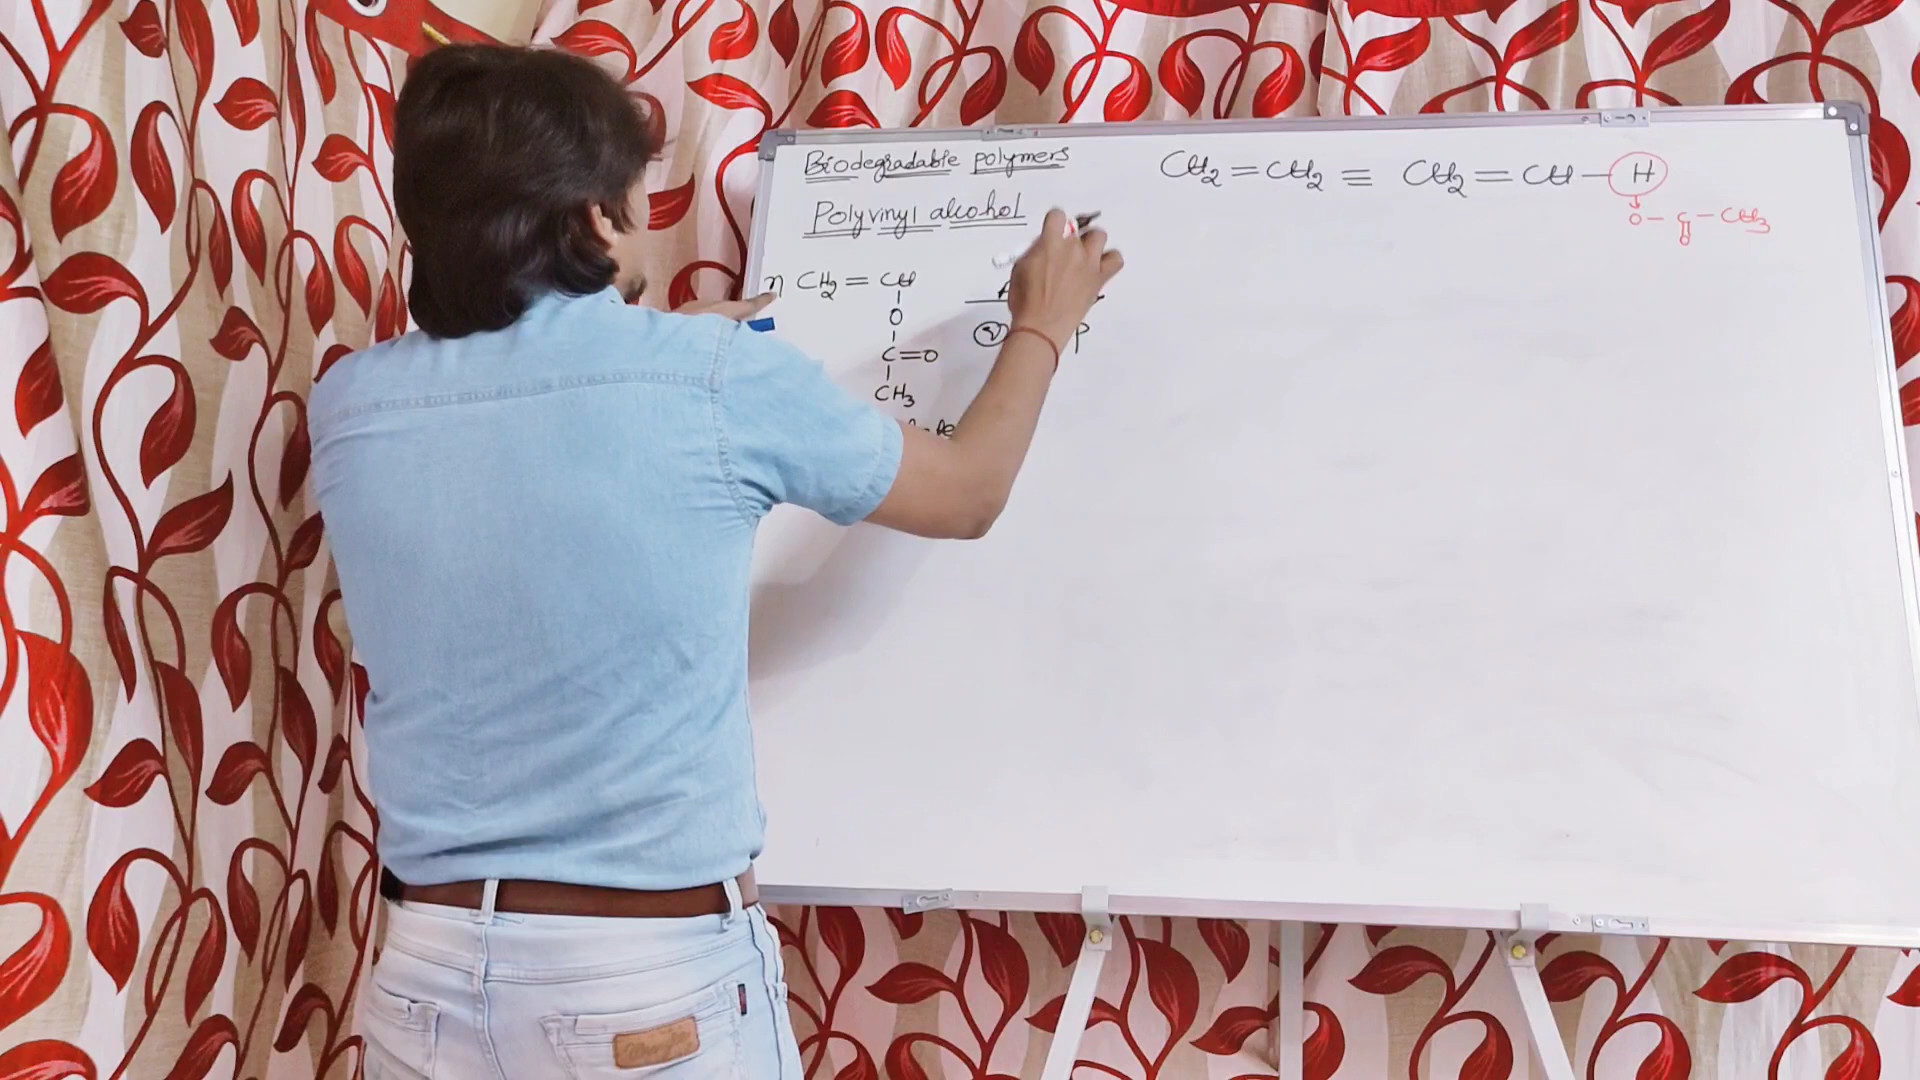 Biodegradable polymers
Polyvinyl alcohol
CH2 = CH2 ≡ CH2 = CH — H
O — C — CH3
O
n CH2 = CH
O
C = O
CH3